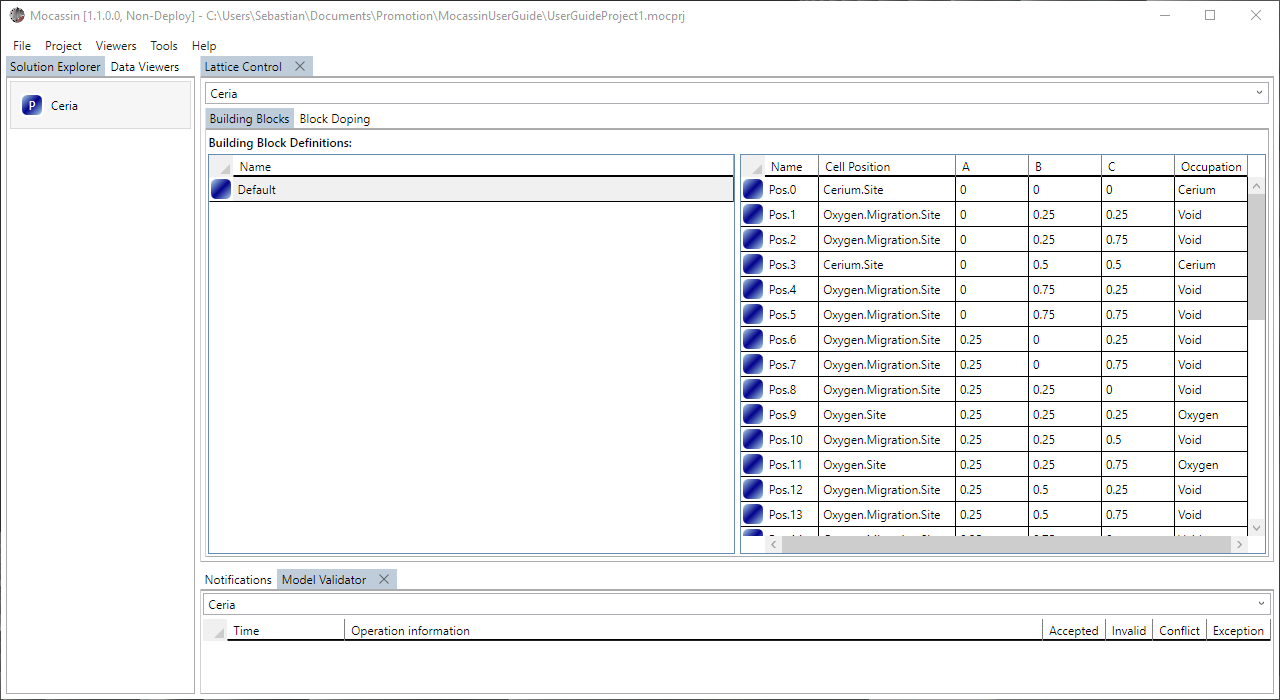 Mocassin [1.1.0.0, Non-Deploy] - C:\Users\Sebastian\Documents\Promotion\MocassinUserGuide\UserGuideProject1.mocprj
File Project Viewers Tools Help
Solution Explorer Data Viewers Lattice Control
P Ceria
Ceria
Building Blocks Block Doping
Building Block Definitions:
Name
Default
Name Cell Position A B C Occupation
Pos.0 Cerium.Site 0 0 0 Cerium
Pos.1 Oxygen.Migration.Site 0 0.25 0.25 Void
Pos.2 Oxygen.Migration.Site 0 0.25 0.75 Void
Pos.3 Cerium.Site 0 0.5 0.5 Cerium
Pos.4 Oxygen.Migration.Site 0 0.75 0.25 Void
Pos.5 Oxygen.Migration.Site 0 0.75 0.75 Void
Pos.6 Oxygen.Migration.Site 0.25 0 0.25 Void
Pos.7 Oxygen.Migration.Site 0.25 0 0.75 Void
Pos.8 Oxygen.Migration.Site 0.25 0.25 0 Void
Pos.9 Oxygen.Site 0.25 0.25 0.25 Oxygen
Pos.10 Oxygen.Migration.Site 0.25 0.25 0.5 Void
Pos.11 Oxygen.Site 0.25 0.25 0.75 Oxygen
Pos.12 Oxygen.Migration.Site 0.25 0.5 0.25 Void
Pos.13 Oxygen.Migration.Site 0.25 0.5 0.75 Void
Notifications Model Validator
Ceria
Time Operation information Accepted Invalid Conflict Exception